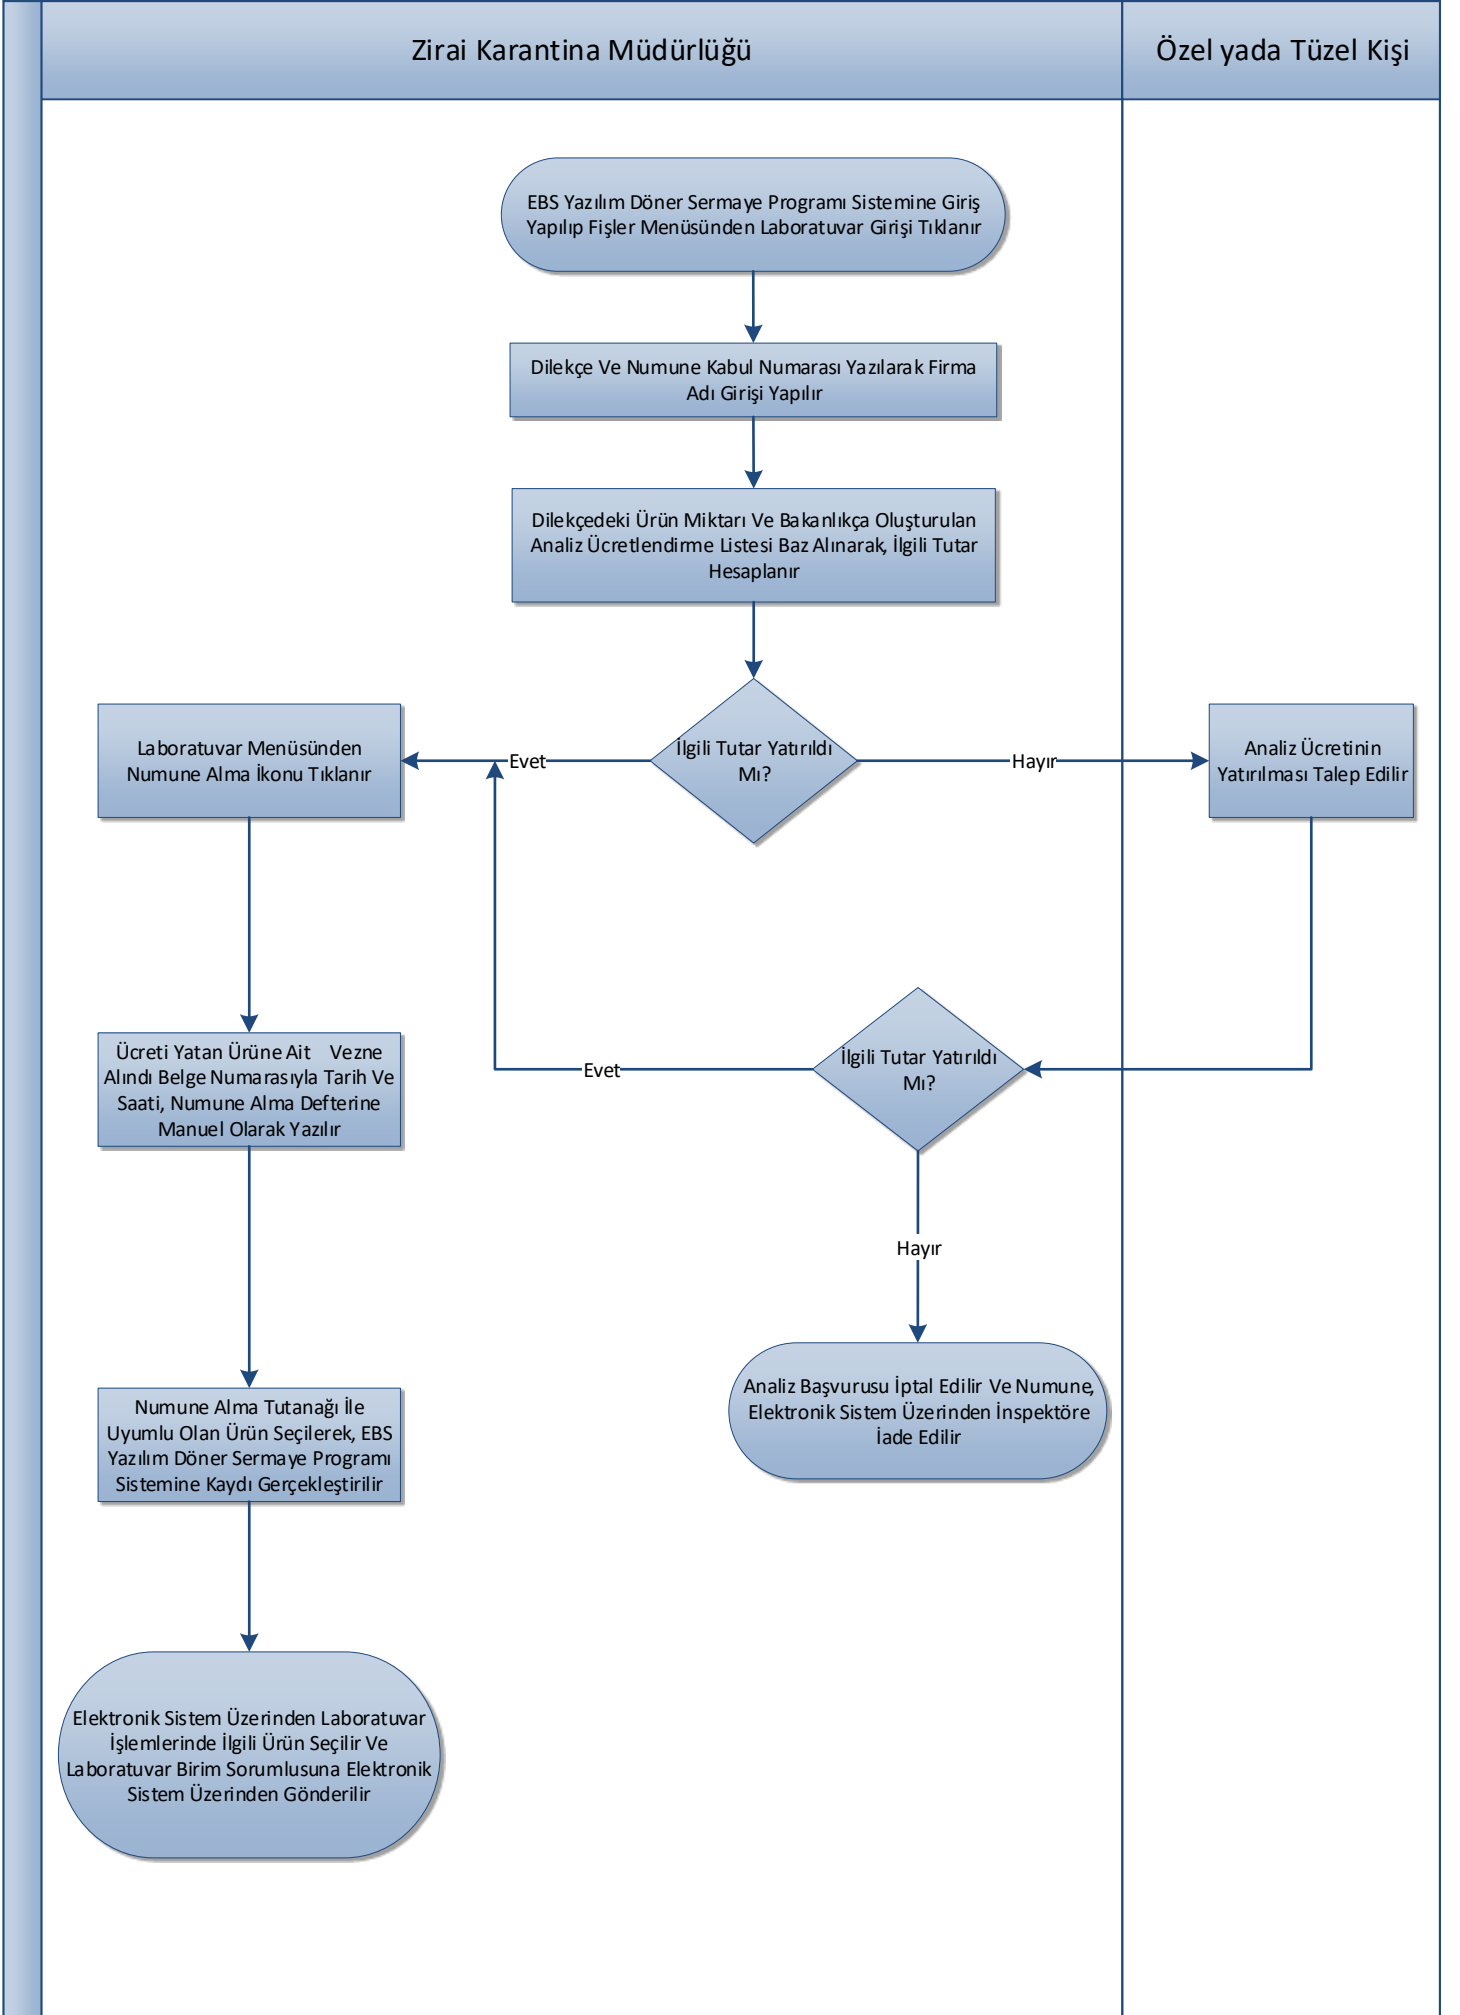 Zirai Karantina Müdürlüğü
Özel yada Tüzel Kişi
EBS Yazılım Döner Sermaye Programı Sistemine Giriş
Yapılıp Fişler Menüsünden Laboratuvar Girişi Tıklanır
Dilekçe Ve Numune Kabul Numarası Yazılarak Firma
Adı Girişi Yapılır
Dilekçedeki Ürün Miktarı Ve Bakanlıkça Oluşturulan
Analiz Ücretlendirme Listesi Baz Alınarak, İlgili Tutar
Hesaplanır
Laboratuvar Menüsünden
Numune Alma İkonu Tıklanır
Evet
İlgili Tutar Yatırıldı
Mı?
Hayır
Analiz Ücretinin
Yatırılması Talep Edilir
Ücreti Yatan Ürüne Ait Vezne
Alındı Belge Numarasıyla Tarih Ve
Saati, Numune Alma Defterine
Manuel Olarak Yazılır
Evet
İlgili Tutar Yatırıldı
Mı?
Hayır
Analiz Başvurusu İptal Edilir Ve Numune,
Elektronik Sistem Üzerinden İnspektöre
İade Edilir
Numune Alma Tutanağı İle
Uyumlu Olan Ürün Seçilerek, EBS
Yazılım Döner Sermaye Programı
Sistemine Kaydı Gerçekleştirilir
Elektronik Sistem Üzerinden Laboratuvar
İşlemlerinde İlgili Ürün Seçilir Ve
Laboratuvar Birim Sorumlusuna Elektronik
Sistem Üzerinden Gönderilir